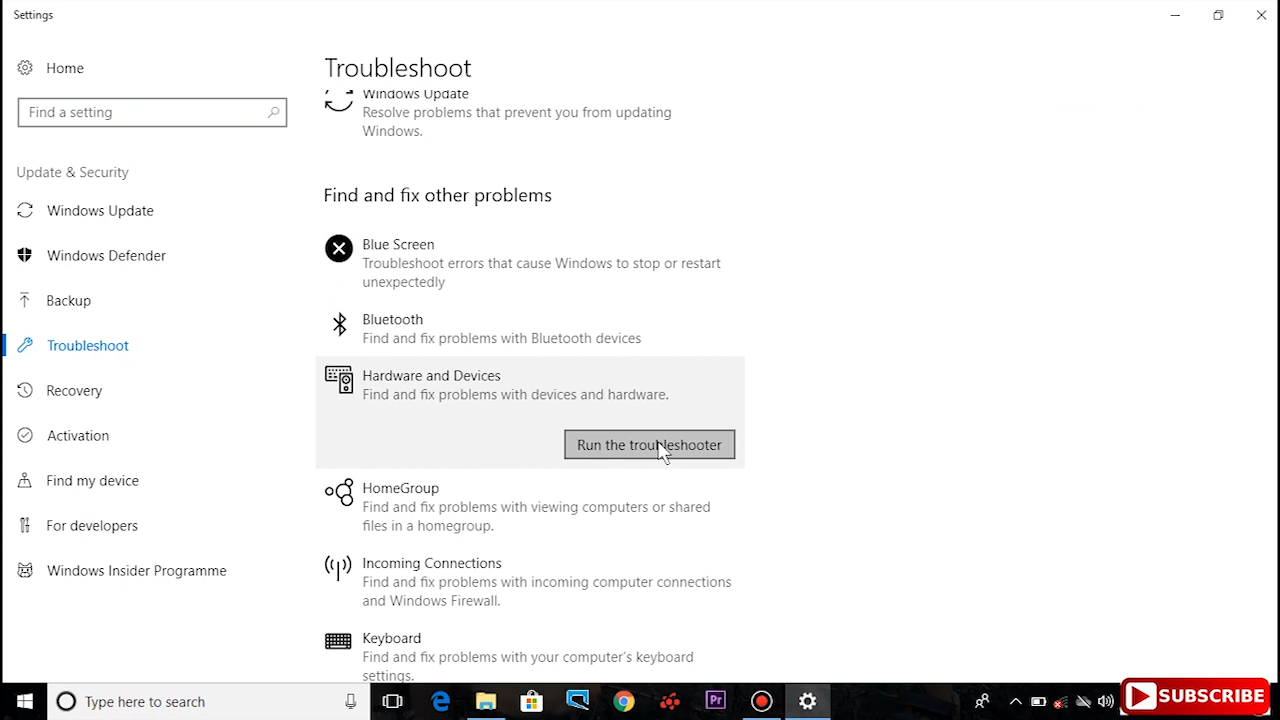 Settings
Home
Find a setting
Update & Security
Windows Update
Windows Defender
Backup
Troubleshoot
Recovery
Activation
Find my device
For developers
Windows Insider Programme
Troubleshoot
Windows Update
Resolve problems that prevent you from updating
Windows.
Find and fix other problems
Blue Screen
Troubleshoot errors that cause Windows to stop or restart
unexpectedly
Bluetooth
Find and fix problems with Bluetooth devices
Hardware and Devices
Find and fix problems with devices and hardware.
Run the troubleshooter
HomeGroup
Find and fix problems with viewing computers or shared
files in a homegroup.
Incoming Connections
Find and fix problems with incoming computer connections
and Windows Firewall.
Keyboard
Find and fix problems with your computer's keyboard
settings.
Type here to search
Pr
SUBSCRIBE